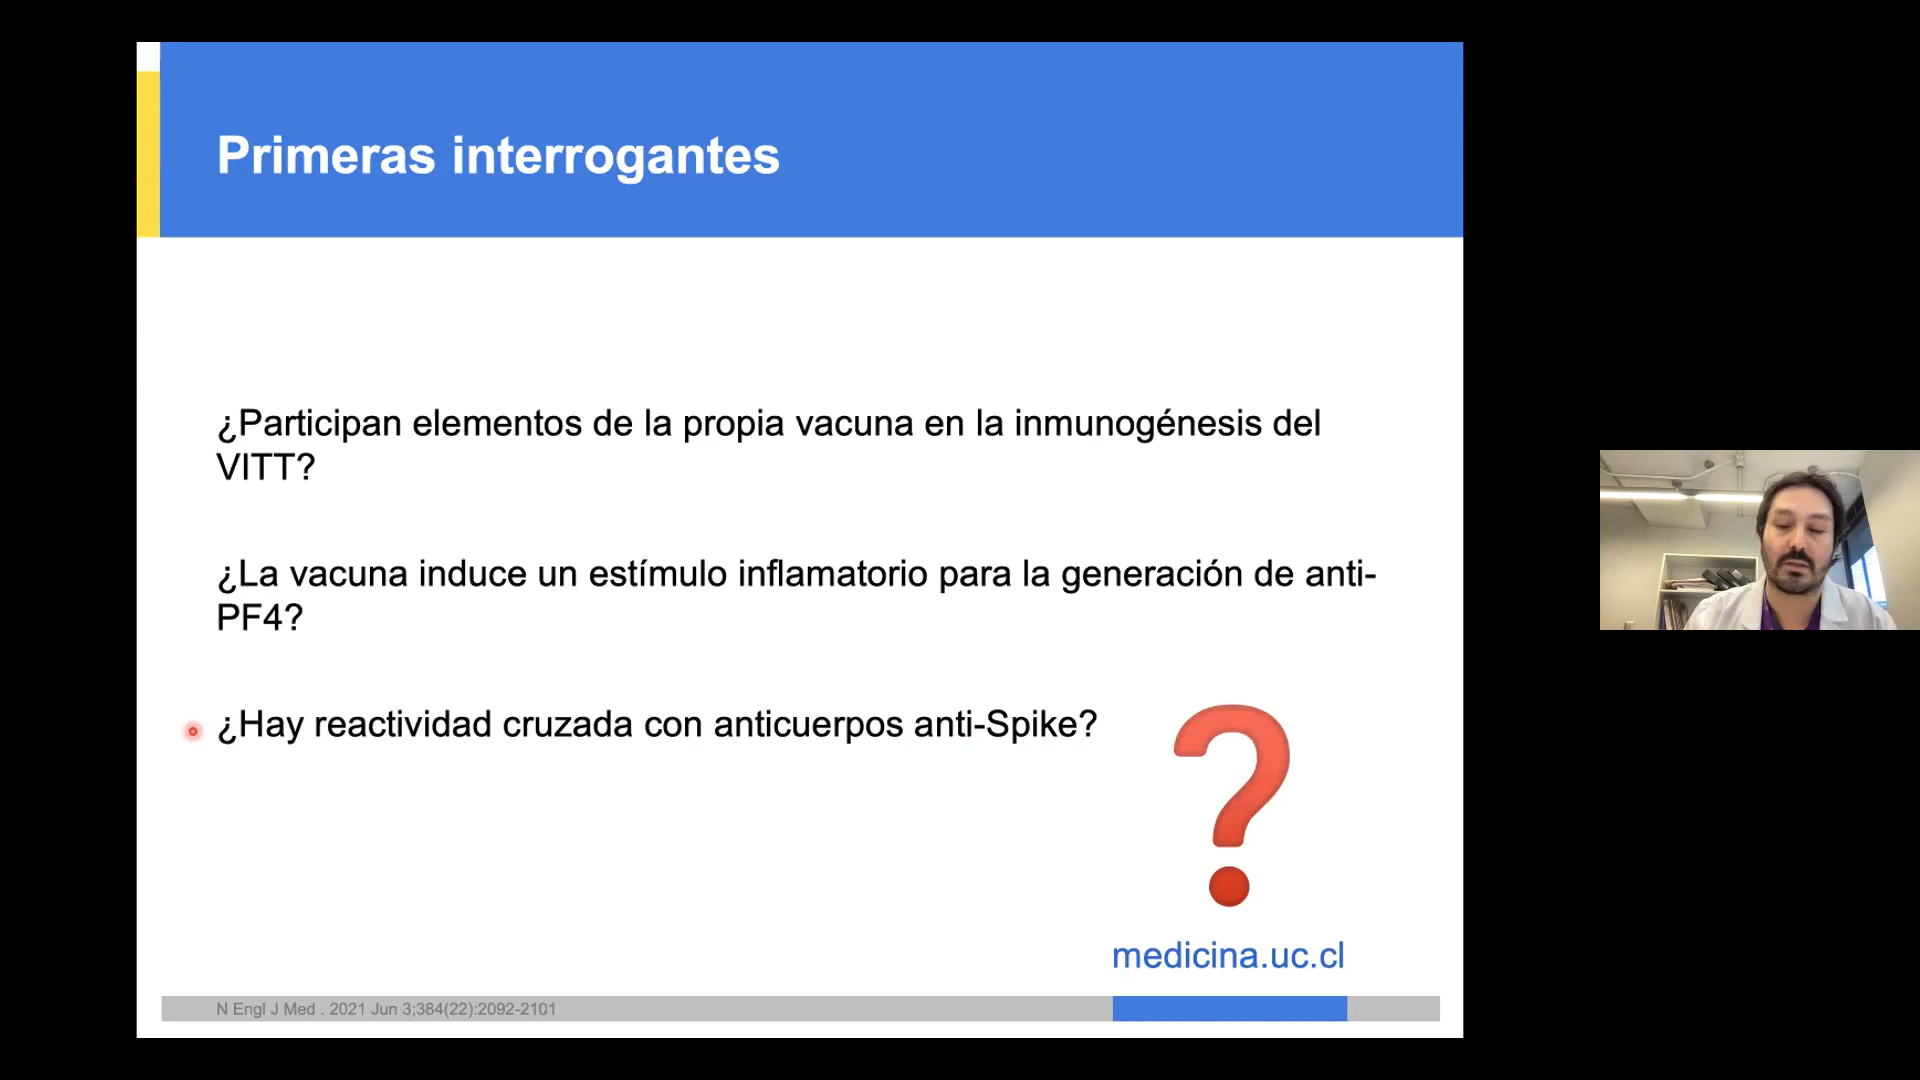 Primeras interrogantes
¿Participan elementos de la propia vacuna en la inmunogénesis del
VITT?
¿La vacuna induce un estímulo inflamatorio para la generación de anti-
PF4?
¿Hay reactividad cruzada con anticuerpos anti-Spike?
medicina.uc.cl
N Engl J Med . 2021 Jun 3;384(22):2092-2101